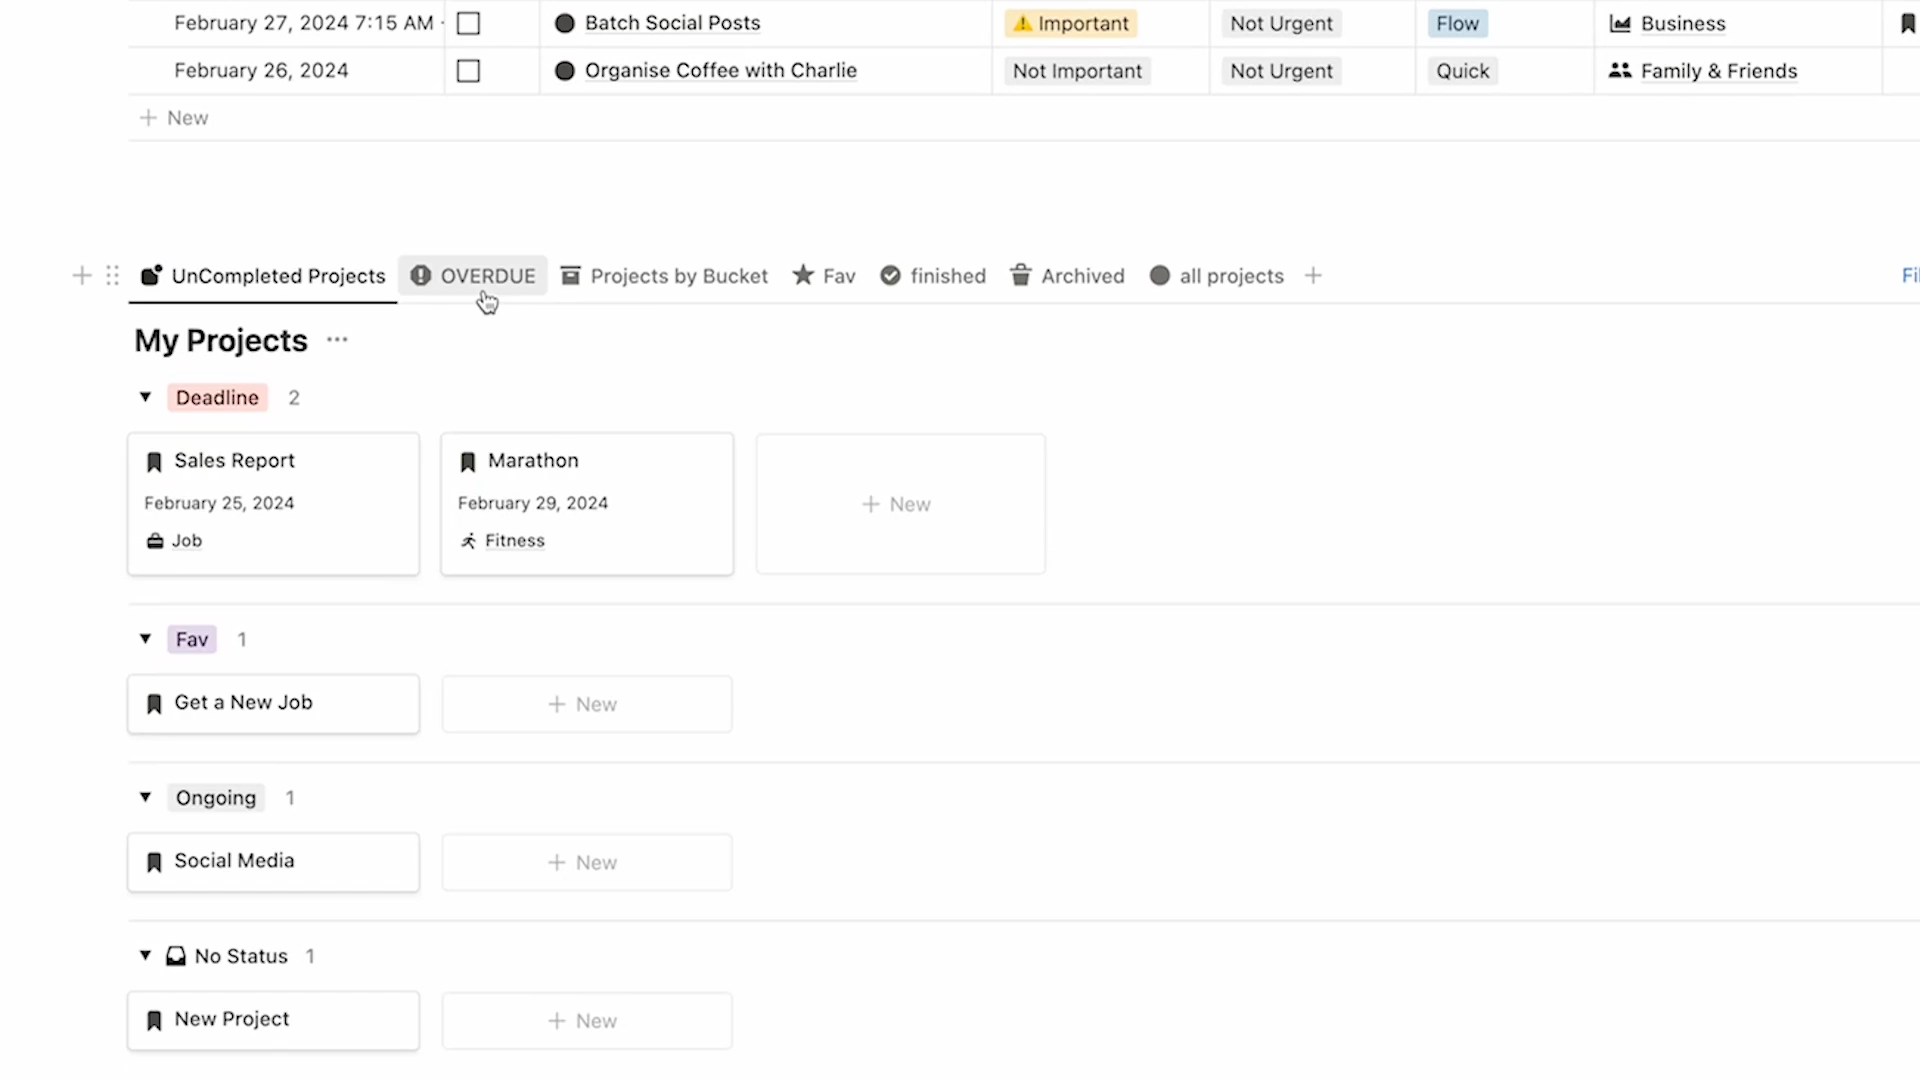 February 27, 2024 7:15 AM Batch Social Posts Important Not Urgent Flow Business
February 26, 2024 Organise Coffee with Charlie Not Important Not Urgent Quick Family & Friends
+ New
UnCompleted Projects OVERDUE Projects by Bucket Fav finished Archived all projects +
My Projects ...
Deadline 2
Sales Report Marathon
February 25, 2024 February 29, 2024 + New
Job Fitness
Fav 1
Get a New Job + New
Ongoing 1
Social Media + New
No Status 1
New Project + New